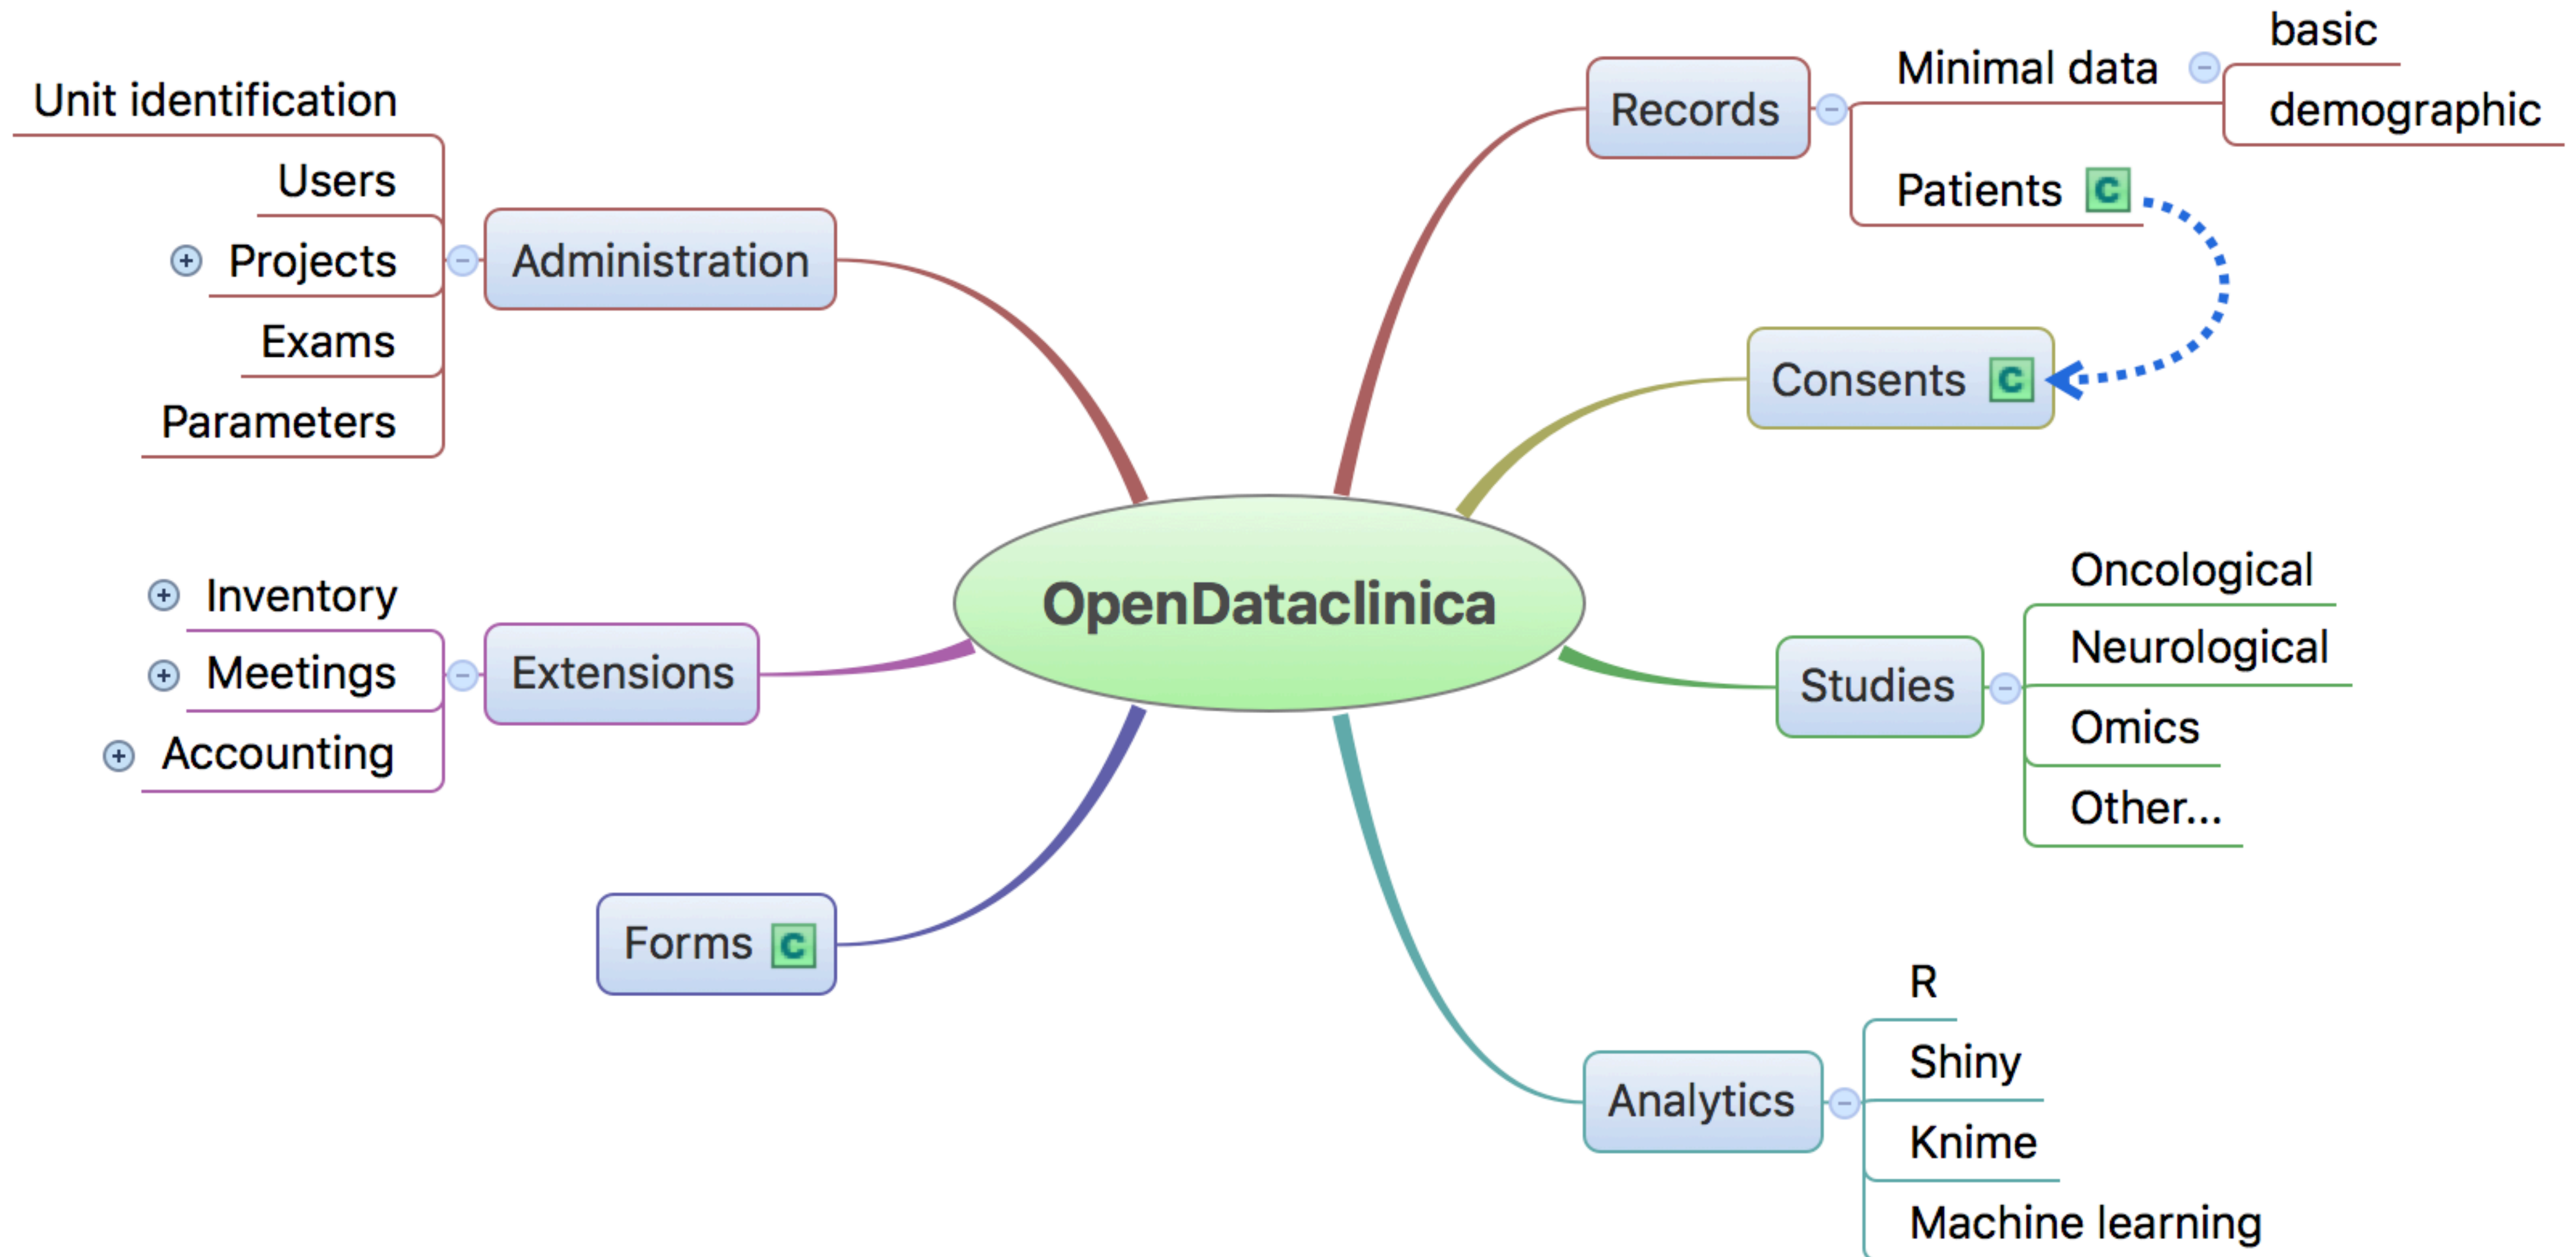 Unit identification
Users
Projects
Exams
Parameters
Administration
Inventory
Meetings
Accounting
Extensions
Forms C
OpenDataclinica
Records
Minimal data
basic
demographic
Patients C
Consents C
Studies
Oncological
Neurological
Omics
Other...
Analytics
R
Shiny
Knime
Machine learning